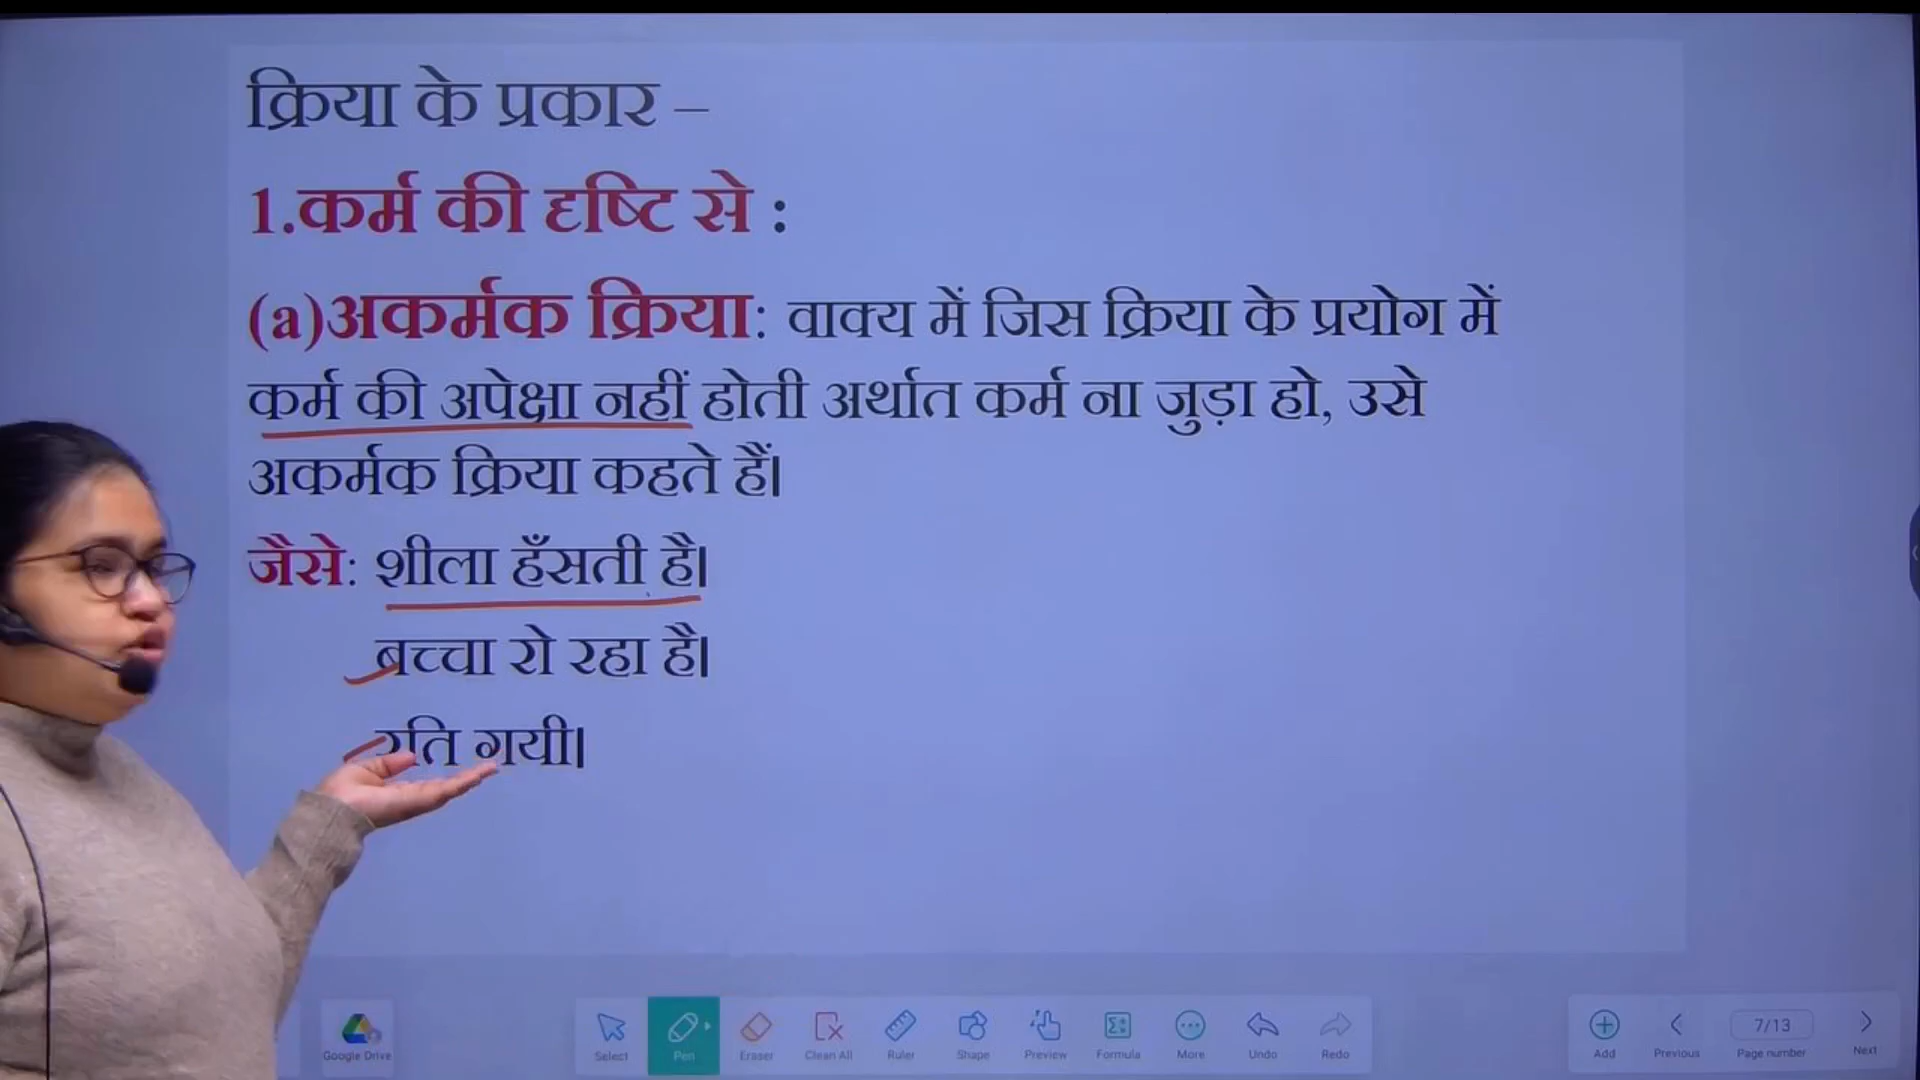 क्रिया के प्रकार –
1.कर्म की दृष्टि से :
(a)अकर्मक क्रिया: वाक्य में जिस क्रिया के प्रयोग में
कर्म की अपेक्षा नहीं होती अर्थात कर्म ना जुड़ा हो, उसे
अकर्मक क्रिया कहते हैं।
जैसे: शीला हँसती है।
बच्चा रो रहा है।
रति गयी।
Google Drive
Select Pen Eraser Clean All Ruler Shape Preview Formula More Undo Redo
Add Previous 7/13 Page number Next